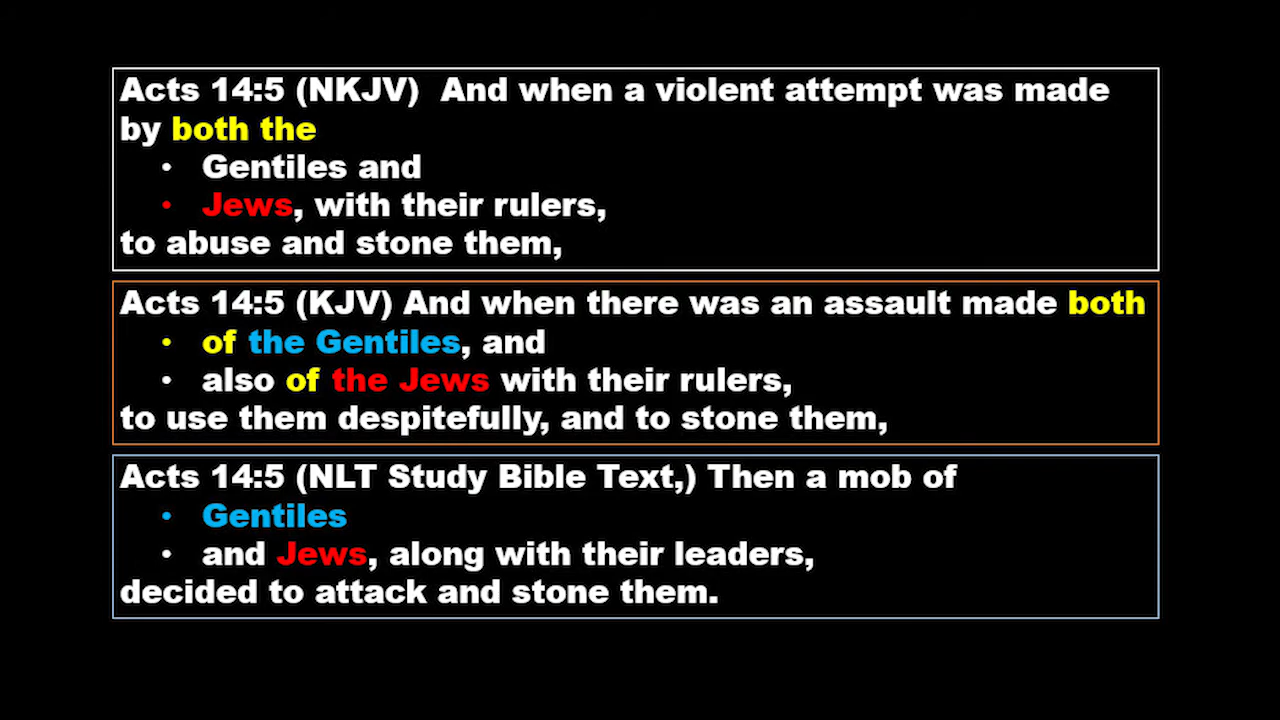 Acts 14:5 (NKJV)  And when a violent attempt was made
by both the
• Gentiles and
• Jews, with their rulers,
to abuse and stone them,
Acts 14:5 (KJV) And when there was an assault made both
• of the Gentiles, and
• also of the Jews with their rulers,
to use them despitefully, and to stone them,
Acts 14:5 (NLT Study Bible Text,) Then a mob of
• Gentiles
• and Jews, along with their leaders,
decided to attack and stone them.